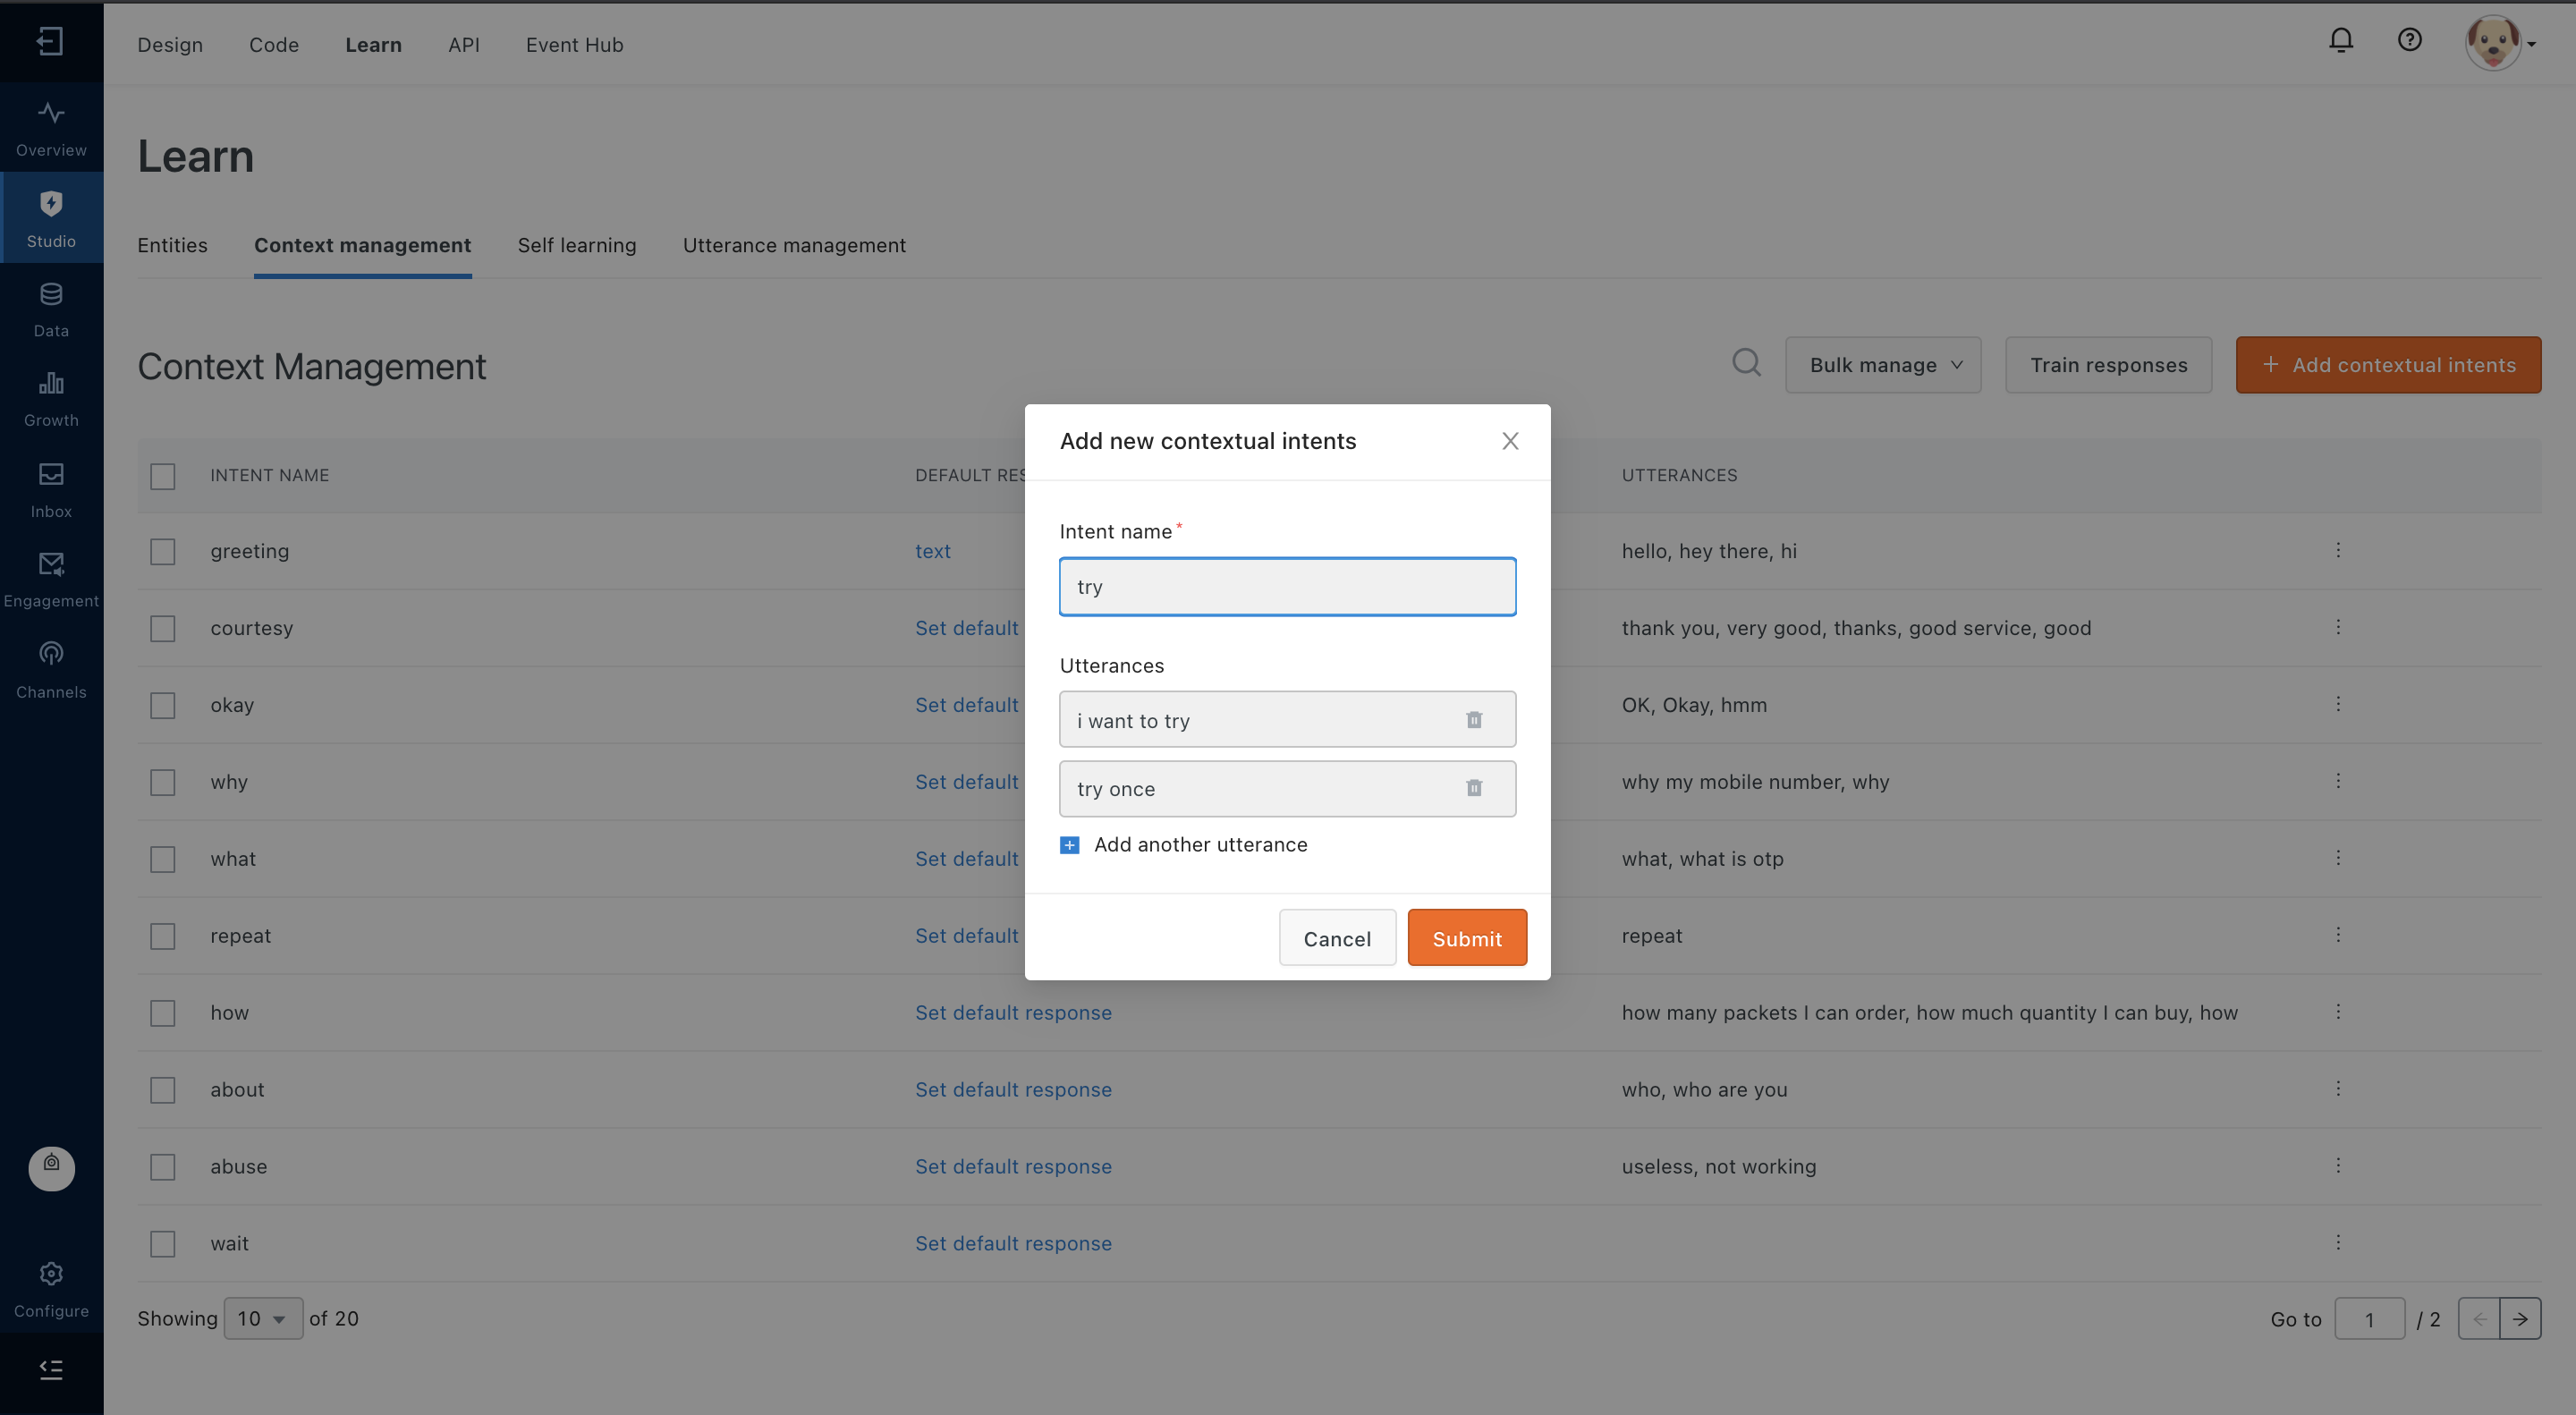 Design Code Learn API Event Hub
Overview
Studio
Data
Growth
Inbox
Engagement
Channels
Configure
Learn
Entities Context management Self learning Utterance management
Context Management
Bulk manage Train responses + Add contextual intents
INTENT NAME DEFAULT RES UTTERANCES
greeting text hello, hey there, hi
courtesy Set default thank you, very good, thanks, good service, good
okay Set default OK, Okay, hmm
why Set default why my mobile number, why
what Set default what, what is otp
repeat Set default repeat
how Set default response how many packets I can order, how much quantity I can buy, how
about Set default response who, who are you
abuse Set default response useless, not working
wait Set default response
Showing 10 of 20 Go to 1 / 2
Add new contextual intents
Intent name*
try
Utterances
i want to try
try once
Add another utterance
Cancel Submit